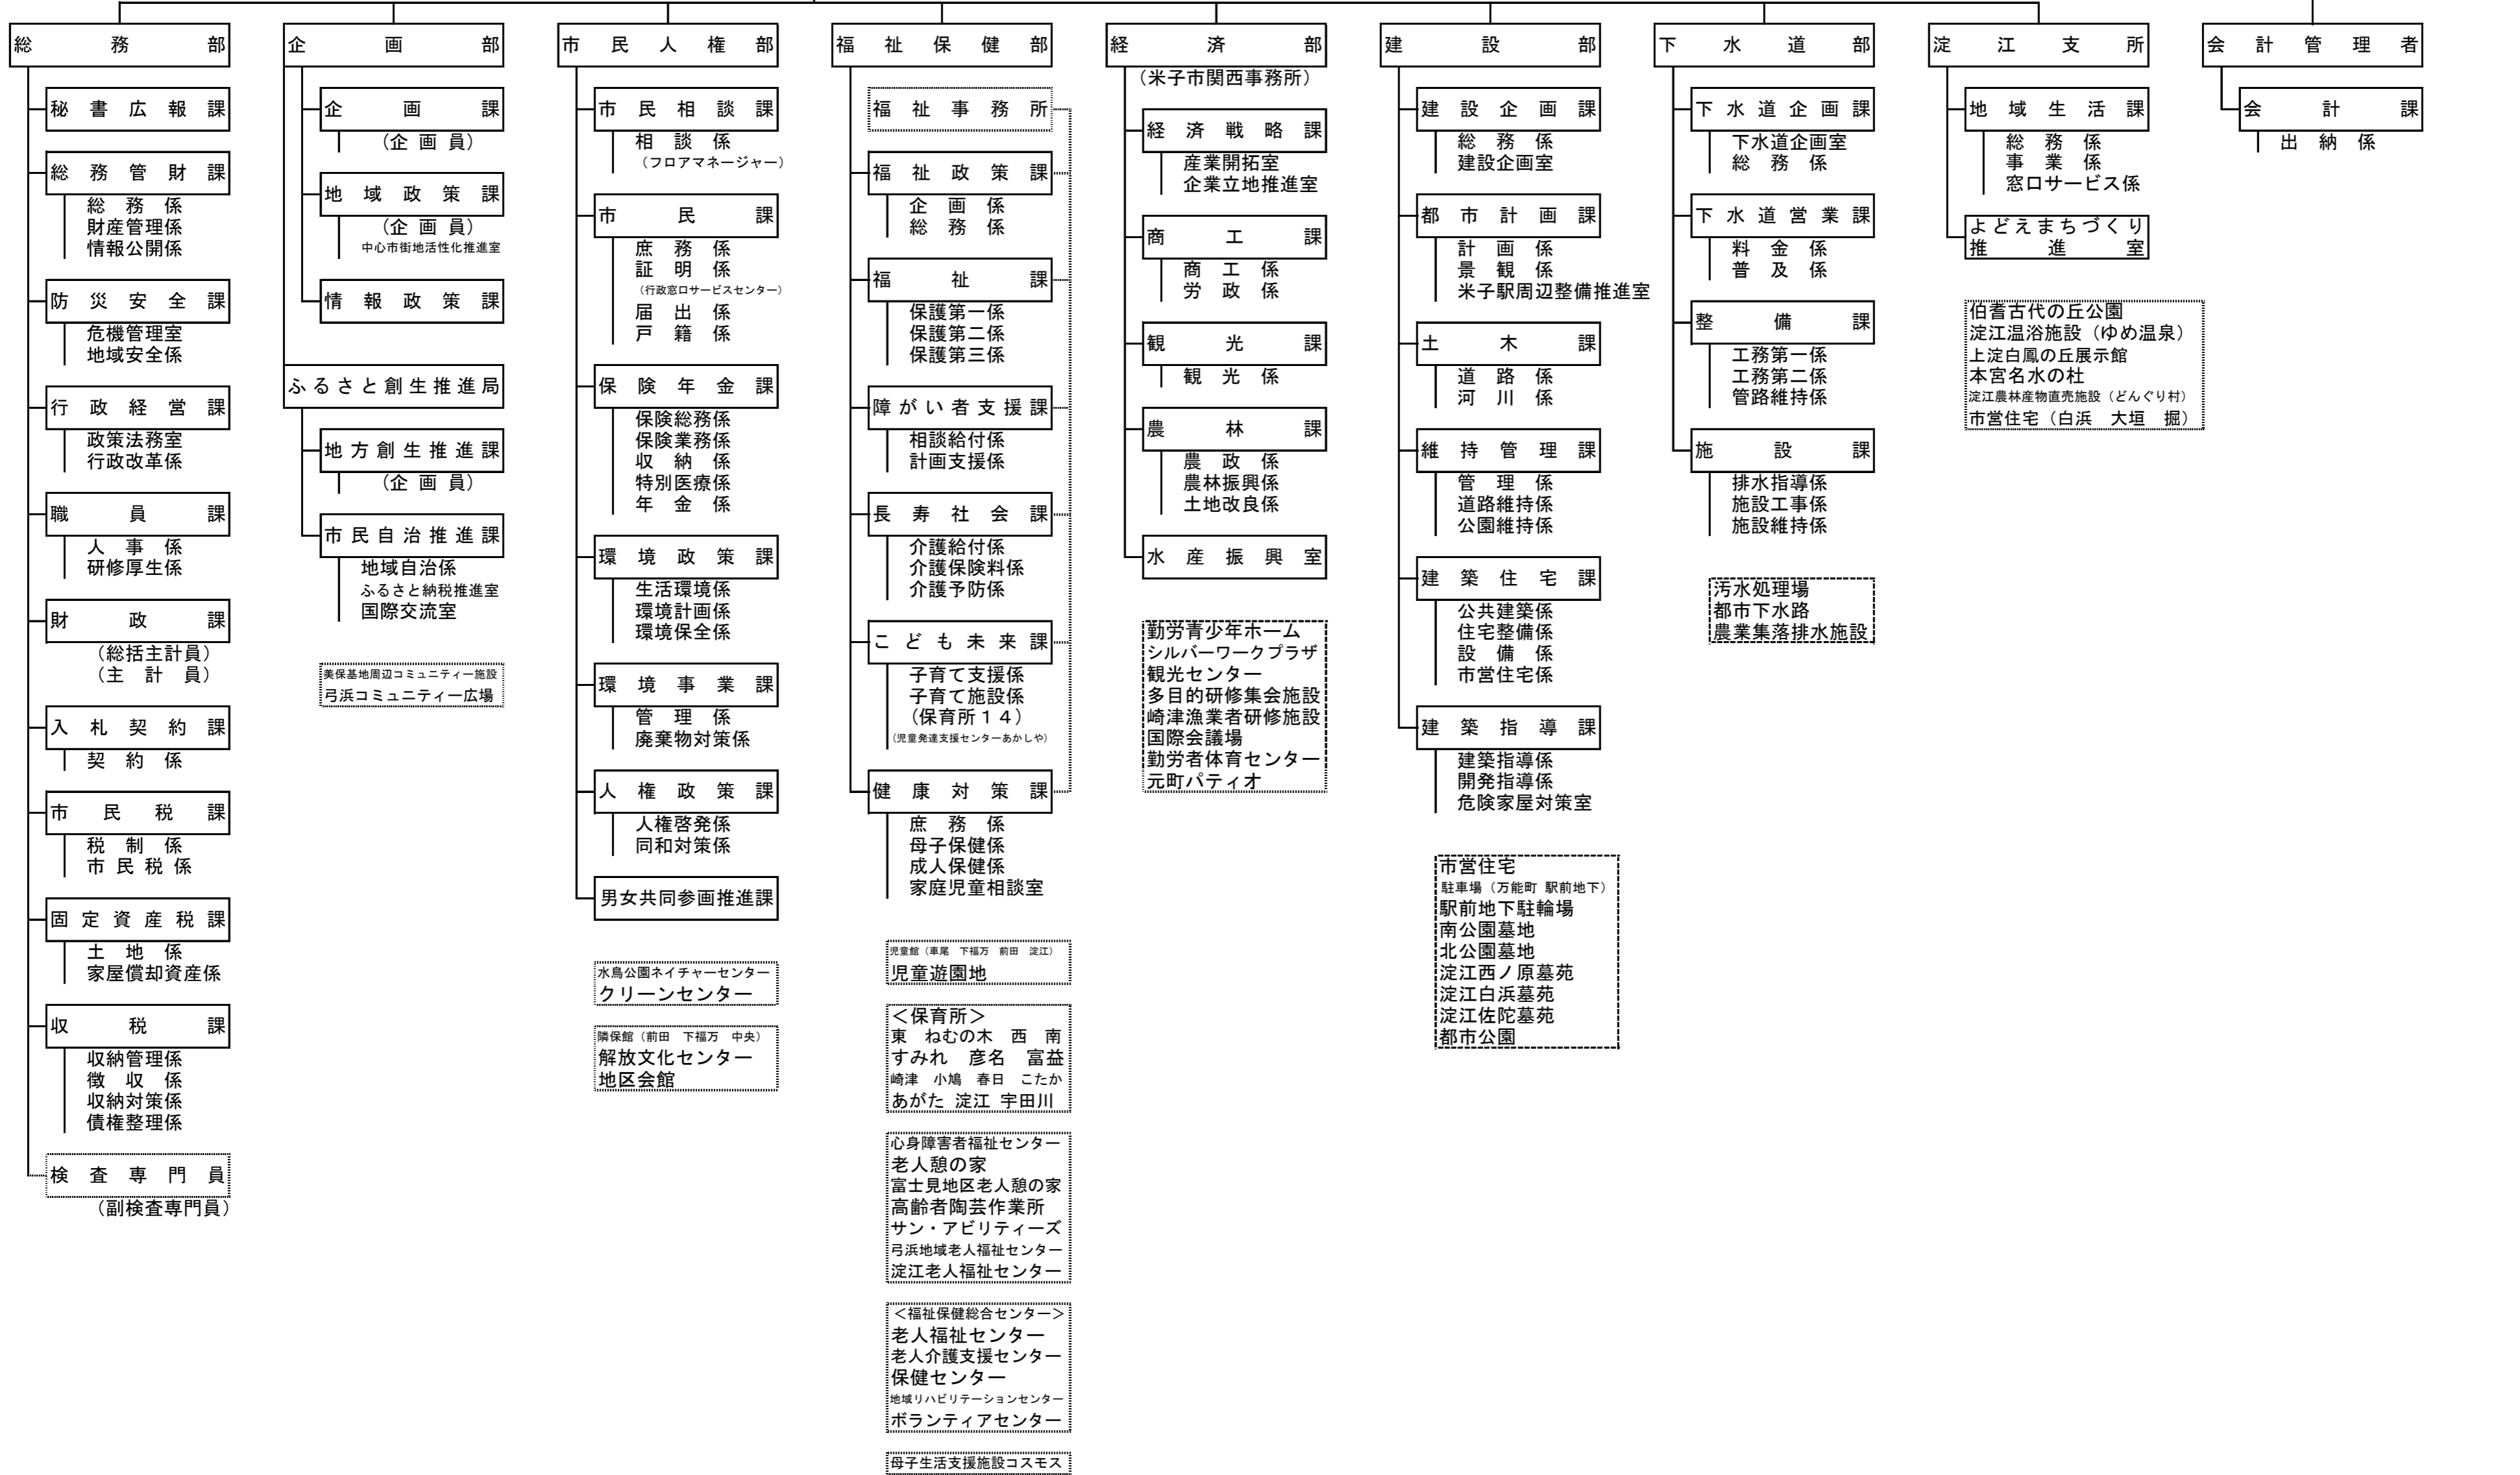 総務部
秘書広報課
総務管財課
総務係
財産管理係
情報公開係
防災安全課
危機管理室
地域安全係
行政経営課
政策法務室
行政改革係
職員課
人事係
研修厚生係
財政課
（総括主計員）
（主計員）
入札契約課
契約係
市民税課
税制係
市民税係
固定資産税課
土地係
家屋償却資産係
収税課
収納管理係
徴収係
収納対策係
債権整理係
検査専門員
（副検査専門員）
企画部
企画課
（企画員）
地域政策課
（企画員）
中心市街地活性化推進室
情報政策課
ふるさと創生推進局
地方創生推進課
（企画員）
市民自治推進課
地域自治係
ふるさと納税推進室
国際交流室
美保基地周辺コミュニティー施設
弓浜コミュニティー広場
市民人権部
市民相談課
相談係
（フロアマネージャー）
市民課
庶務係
証明係
（行政窓口サービスセンター）
届出係
戸籍係
保険年金課
保険総務係
保険業務係
収納係
特別医療係
年金係
環境政策課
生活環境係
環境計画係
環境保全係
環境事業課
管理係
廃棄物対策係
人権政策課
人権啓発係
同和対策係
男女共同参画推進課
水鳥公園ネイチャーセンター
クリーンセンター
隣保館（前田　下福万　中央）
解放文化センター
地区会館
福祉保健部
福祉事務所
福祉政策課
企画係
総務係
福祉課
保護第一係
保護第二係
保護第三係
障がい者支援課
相談給付係
計画支援係
長寿社会課
介護給付係
介護保険料係
介護予防係
こども未来課
子育て支援係
子育て施設係
（保育所１４）
（児童発達支援センターあかしや）
健康対策課
庶務係
母子保健係
成人保健係
家庭児童相談室
児童館（車尾　下福万　前田　淀江）
児童遊園地
＜保育所＞
東　ねむの木　西　南
すみれ　彦名　富益
崎津　小鳩　春日　こたか
あがた 淀江 宇田川
心身障害者福祉センター
老人憩の家
富士見地区老人憩の家
高齢者陶芸作業所
サン・アビリティーズ
弓浜地域老人福祉センター
淀江老人福祉センター
＜福祉保健総合センター＞
老人福祉センター
老人介護支援センター
保健センター
地域リハビリテーションセンター
ボランティアセンター
母子生活支援施設コスモス
経済部
（米子市関西事務所）
経済戦略課
産業開拓室
企業立地推進室
商工課
商工係
労政係
観光課
観光係
農林課
農政係
農林振興係
土地改良係
水産振興室
勤労青少年ホーム
シルバーワークプラザ
観光センター
多目的研修集会施設
崎津漁業者研修施設
国際会議場
勤労者体育センター
元町パティオ
建設部
建設企画課
総務係
建設企画室
都市計画課
計画係
景観係
米子駅周辺整備推進室
土木課
道路係
河川係
維持管理課
管理係
道路維持係
公園維持係
建築住宅課
公共建築係
住宅整備係
設備係
市営住宅係
建築指導課
建築指導係
開発指導係
危険家屋対策室
市営住宅
駐車場（万能町 駅前地下）
駅前地下駐輪場
南公園墓地
北公園墓地
淀江西ノ原墓苑
淀江白浜墓苑
淀江佐陀墓苑
都市公園
下水道部
下水道企画課
下水道企画室
総務係
下水道営業課
料金係
普及係
整備課
工務第一係
工務第二係
管路維持係
施設課
排水指導係
施設工事係
施設維持係
汚水処理場
都市下水路
農業集落排水施設
淀江支所
地域生活課
総務係
事業係
窓口サービス係
よどえまちづくり
推進室
伯耆古代の丘公園
淀江温浴施設（ゆめ温泉）
上淀白鳳の丘展示館
本宮名水の杜
淀江農林産物直売施設（どんぐり村）
市営住宅（白浜　大垣　掘）
会計管理者
会計課
出納係